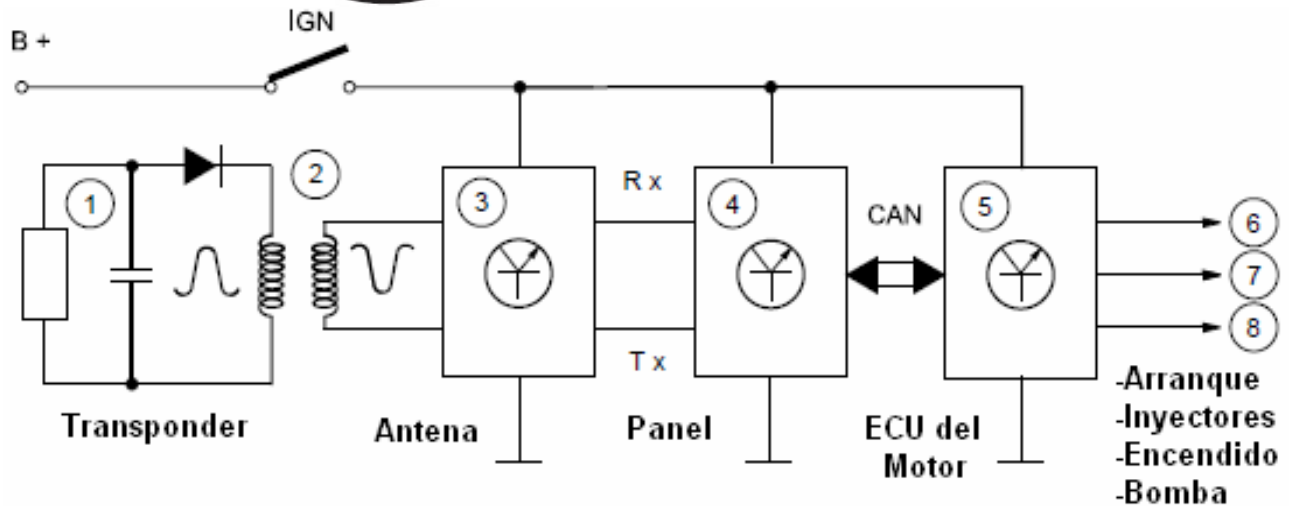 IGN
B +
1
2
3
R x
4
CAN
5
6
7
8
T x
Transponder
Antena
Panel
ECU del
Motor
-Arranque
-Inyectores
-Encendido
-Bomba